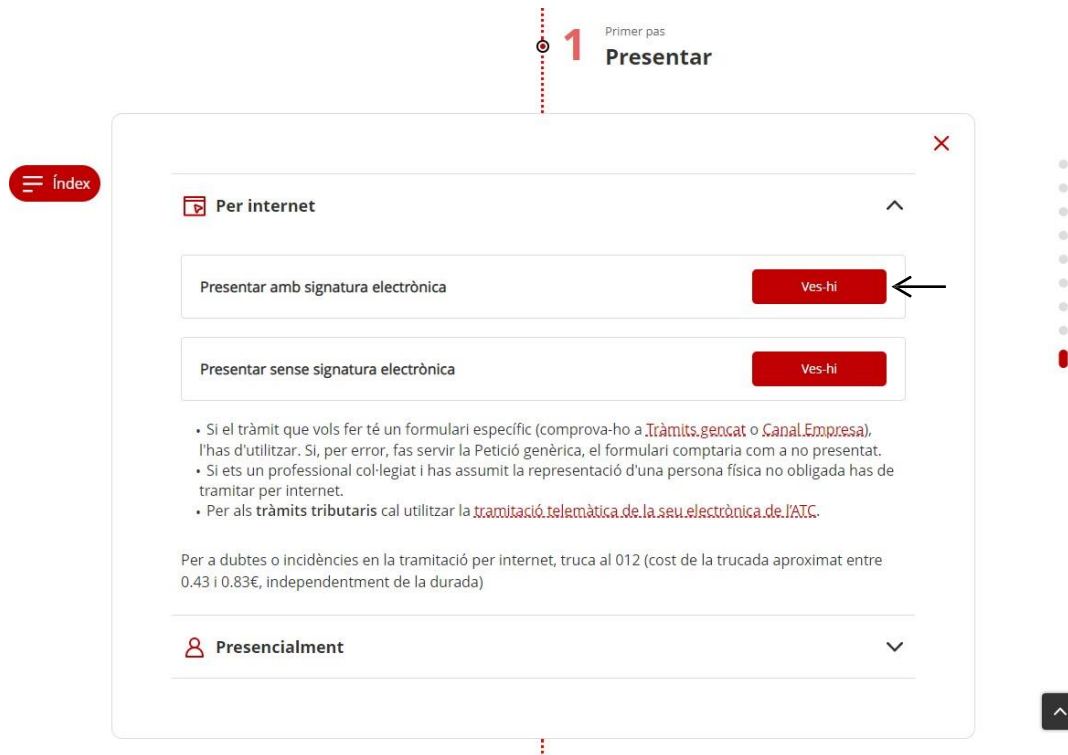 1
Primer pas
Presentar
Índex
Per internet
Presentar amb signatura electrònica
Ves-hi
Presentar sense signatura electrònica
Ves-hi
• Si el tràmit que vols fer té un formulari específic (comprova-ho a Tràmits gencat o Canal Empresa),
l'has d'utilitzar. Si, per error, fas servir la Petició genèrica, el formulari comptaria com a no presentat.
• Si ets un professional col·legiat i has assumit la representació d'una persona física no obligada has de
tramitar per internet.
• Per als tràmits tributaris cal utilitzar la tramitació telemàtica de la seu electrònica de l'ATC.
Per a dubtes o incidències en la tramitació per internet, truca al 012 (cost de la trucada aproximat entre
0.43 i 0.83€, independentment de la durada)
Presencialment